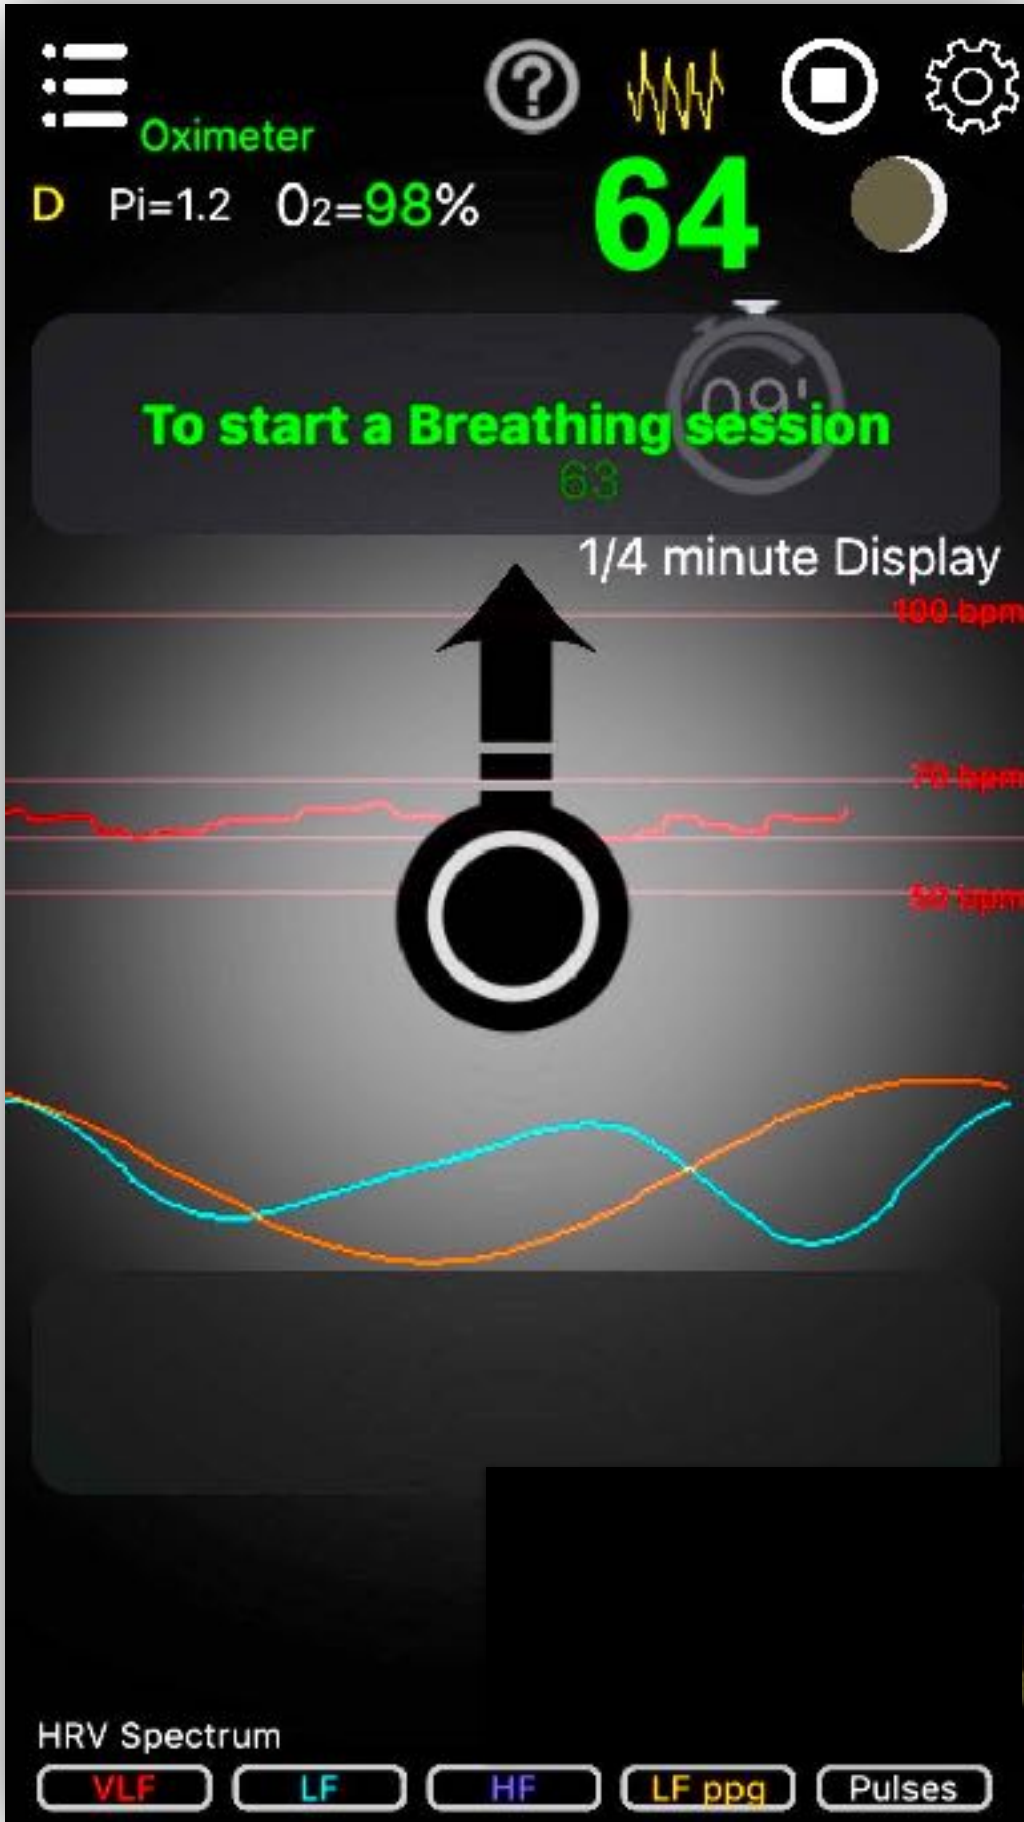 Oximeter
D Pi=1.2 O2=98% 64
09'
To start a Breathing session
63
1/4 minute Display
100 bpm
70 bpm
50 bpm
HRV Spectrum
VLF LF HF LF ppg Pulses